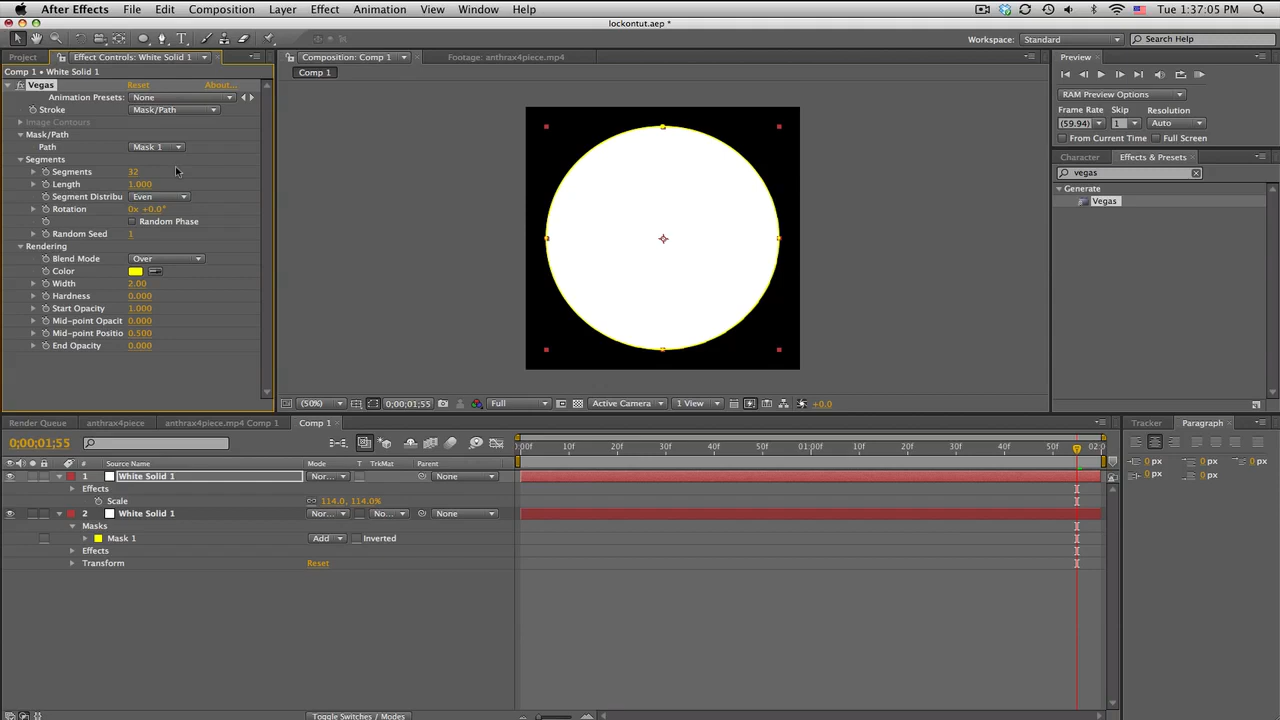 After Effects File Edit Composition Layer Effect Animation View Window Help Tue 1:37:05 PM
lockontut.aep *
Workspace: Standard Search Help
Project Effect Controls: White Solid 1 Composition: Comp 1 Footage: anthrax4piece.mp4 Preview
Comp 1 • White Solid 1 Comp 1
Vegas Reset About...
Animation Presets: None
Stroke Mask/Path
Image Contours
Mask/Path
Path Mask 1
Segments
Segments 32
Length 1.000
Segment Distribu Even
Rotation 0x +0.0°
Random Phase
Random Seed 1
Rendering
Blend Mode Over
Color
Width 2.00
Hardness 0.000
Start Opacity 1.000
Mid-point Opacit 0.000
Mid-point Positio 0.500
End Opacity 0.000
(50%) 0;00;01;55 Full Active Camera 1 View +0.0
RAM Preview Options
Frame Rate Skip Resolution
(59.94) 1 Auto
From Current Time Full Screen
Character Effects & Presets
vegas
Generate
Vegas
Render Queue anthrax4piece anthrax4piece.mp4 Comp 1 Comp 1
0;00;01;55
:00f 10f 20f 30f 40f 50f 01:00f 10f 20f 30f 40f 50f 02:0
# Source Name Mode T TrkMat Parent
1 White Solid 1 Nor... None
Effects
Scale 114.0, 114.0%
2 White Solid 1 Nor... No... None
Masks
Mask 1 Add Inverted
Effects
Transform Reset
Toggle Switches / Modes
Tracker Paragraph
0 px 0 px 0 px
0 px 0 px